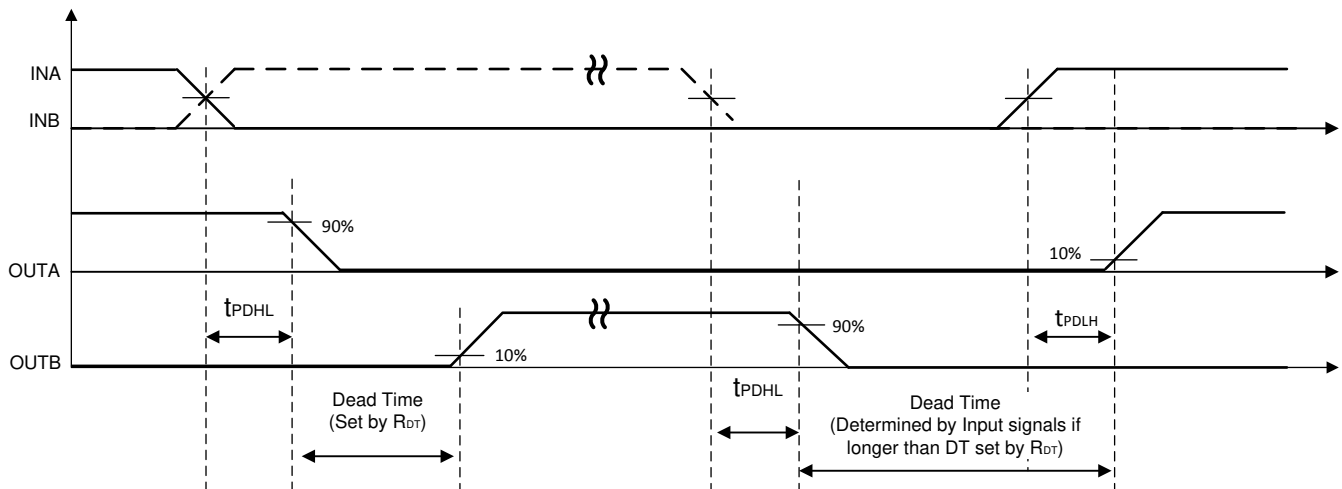 INA
INB
90%
10%
OUTA
tPDHL
tPDLH
90%
10%
OUTB
Dead Time
(Set by RDT)
tPDHL
Dead Time
(Determined by Input signals if
longer than DT set by RDT)